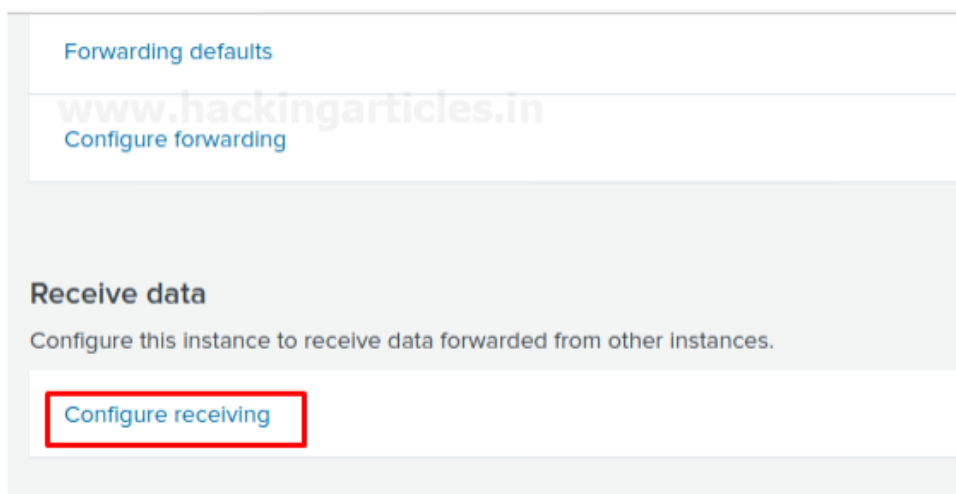 Forwarding defaults
www.hackingarticles.in
Configure forwarding
Receive data
Configure this instance to receive data forwarded from other instances.
Configure receiving